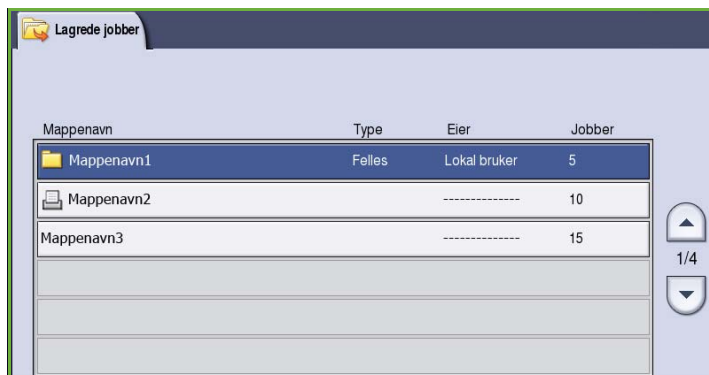 Lagrede jobber
Mappenavn Type Eier Jobber
Mappenavn1 Felles Lokal bruker 5
Mappenavn2 -------------- 10
Mappenavn3 -------------- 15
1/4